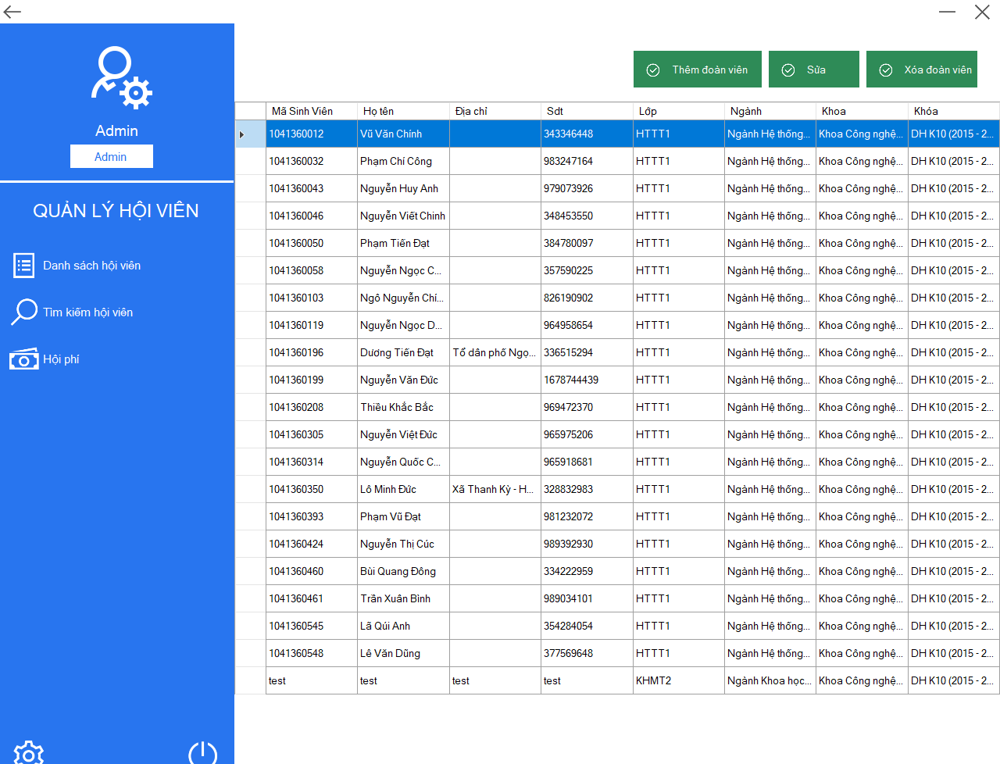 Thêm đoàn viên Sửa Xóa đoàn viên
Admin
Admin
QUẢN LÝ HỘI VIÊN
Danh sách hội viên
Tìm kiếm hội viên
Hội phí
Mã Sinh Viên Họ tên Địa chỉ Sdt Lớp Ngành Khoa Khóa
1041360012 Vũ Văn Chính 343346448 HTTT1 Ngành Hệ thống... Khoa Công nghệ... DH K10 (2015 - 2...
1041360032 Phạm Chí Công 983247164 HTTT1 Ngành Hệ thống... Khoa Công nghệ... DH K10 (2015 - 2...
1041360043 Nguyễn Huy Anh 979073926 HTTT1 Ngành Hệ thống... Khoa Công nghệ... DH K10 (2015 - 2...
1041360046 Nguyễn Viết Chinh 348453550 HTTT1 Ngành Hệ thống... Khoa Công nghệ... DH K10 (2015 - 2...
1041360050 Phạm Tiến Đạt 384780097 HTTT1 Ngành Hệ thống... Khoa Công nghệ... DH K10 (2015 - 2...
1041360058 Nguyễn Ngọc C... 357590225 HTTT1 Ngành Hệ thống... Khoa Công nghệ... DH K10 (2015 - 2...
1041360103 Ngô Nguyễn Chí... 826190902 HTTT1 Ngành Hệ thống... Khoa Công nghệ... DH K10 (2015 - 2...
1041360119 Nguyễn Ngọc D... 964958654 HTTT1 Ngành Hệ thống... Khoa Công nghệ... DH K10 (2015 - 2...
1041360196 Dương Tiến Đạt Tổ dân phố Ngọ... 336515294 HTTT1 Ngành Hệ thống... Khoa Công nghệ... DH K10 (2015 - 2...
1041360199 Nguyễn Văn Đức 1678744439 HTTT1 Ngành Hệ thống... Khoa Công nghệ... DH K10 (2015 - 2...
1041360208 Thiều Khắc Bắc 969472370 HTTT1 Ngành Hệ thống... Khoa Công nghệ... DH K10 (2015 - 2...
1041360305 Nguyễn Việt Đức 965975206 HTTT1 Ngành Hệ thống... Khoa Công nghệ... DH K10 (2015 - 2...
1041360314 Nguyễn Quốc C... 965918681 HTTT1 Ngành Hệ thống... Khoa Công nghệ... DH K10 (2015 - 2...
1041360350 Lô Minh Đức Xã Thanh Kỳ - H... 328832983 HTTT1 Ngành Hệ thống... Khoa Công nghệ... DH K10 (2015 - 2...
1041360393 Phạm Vũ Đạt 981232072 HTTT1 Ngành Hệ thống... Khoa Công nghệ... DH K10 (2015 - 2...
1041360424 Nguyễn Thị Cúc 989392930 HTTT1 Ngành Hệ thống... Khoa Công nghệ... DH K10 (2015 - 2...
1041360460 Bùi Quang Đông 334222959 HTTT1 Ngành Hệ thống... Khoa Công nghệ... DH K10 (2015 - 2...
1041360461 Trần Xuân Bình 989034101 HTTT1 Ngành Hệ thống... Khoa Công nghệ... DH K10 (2015 - 2...
1041360545 Lã Qúi Anh 354284054 HTTT1 Ngành Hệ thống... Khoa Công nghệ... DH K10 (2015 - 2...
1041360548 Lê Văn Dũng 377569648 HTTT1 Ngành Hệ thống... Khoa Công nghệ... DH K10 (2015 - 2...
test test test test KHMT2 Ngành Khoa học... Khoa Công nghệ... DH K10 (2015 - 2...